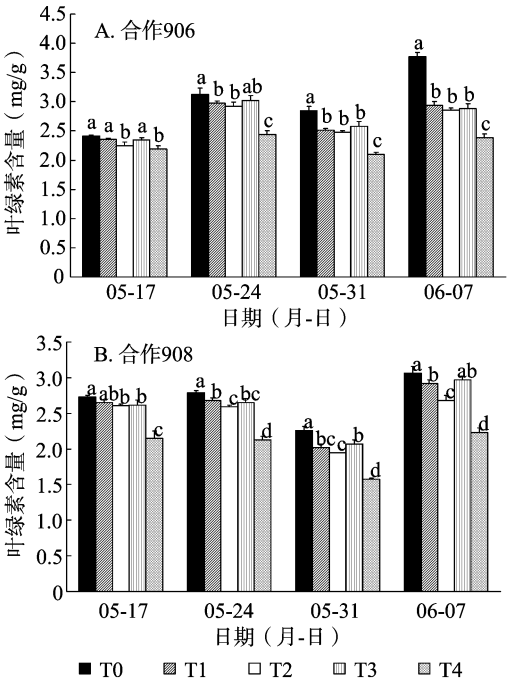 A. 合作906
叶绿素含量（mg/g）
4.5
4.0
3.5
3.0
2.5
2.0
1.5
1.0
0.5
0
a a b a b
a b b ab c
a b b b c
a b b b c
05-17 05-24 05-31 06-07
日期（月-日）
B. 合作908
叶绿素含量（mg/g）
3.5
3.0
2.5
2.0
1.5
1.0
0.5
0
a ab b b c
a b c bc d
a bc c b d
a b c ab d
05-17 05-24 05-31 06-07
日期（月-日）
T0 T1 T2 T3 T4